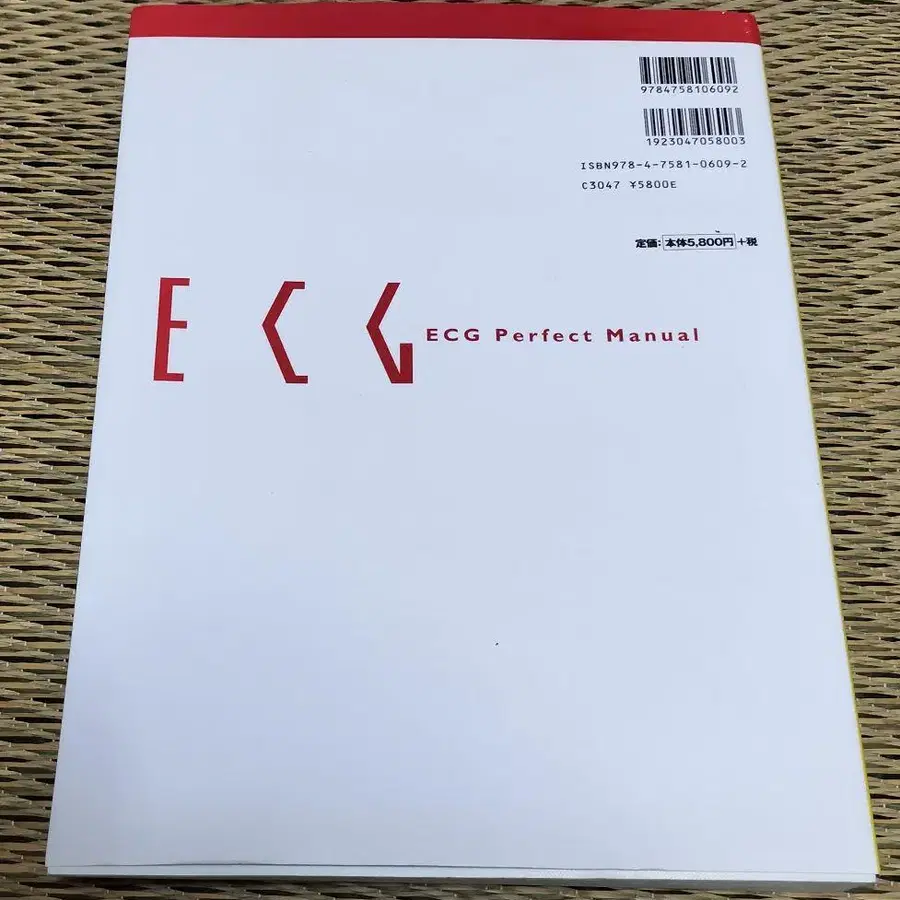 9784758106092
1923047058003
ISBN978-4-7581-0609-2
C3047 ¥5800E
定価: 本体5,800円 +税
ECG
ECG Perfect Manual